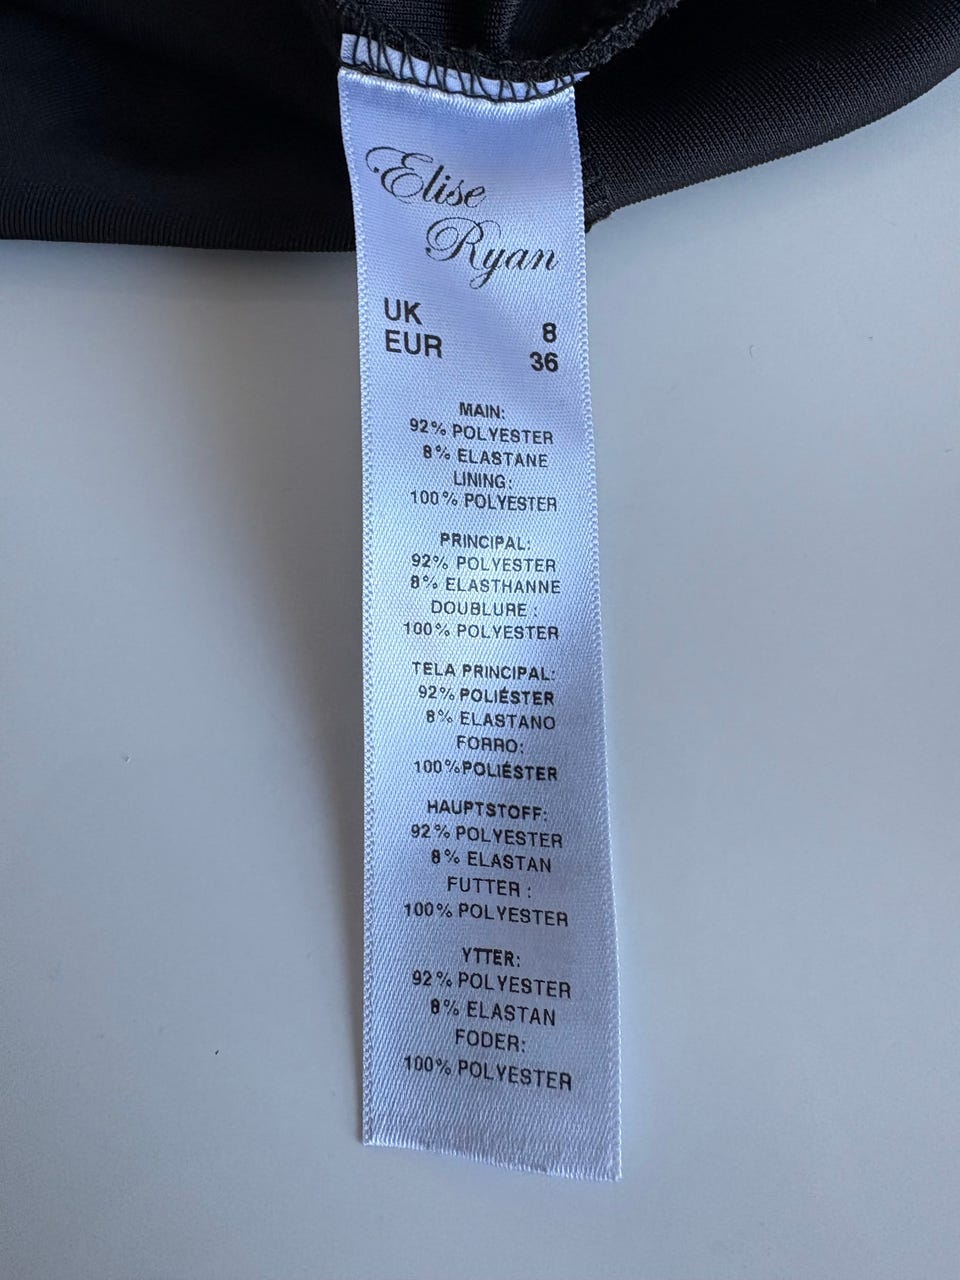 Elise
Ryan
UK 8
EUR 36
MAIN:
92% POLYESTER
8% ELASTANE
LINING:
100% POLYESTER
PRINCIPAL:
92% POLYESTER
8% ELASTHANNE
DOUBLURE :
100% POLYESTER
TELA PRINCIPAL:
92% POLIÉSTER
8% ELASTANO
FORRO:
100%POLIÉSTER
HAUPTSTOFF:
92% POLYESTER
8% ELASTAN
FUTTER :
100% POLYESTER
YTTER:
92% POLYESTER
8% ELASTAN
FODER:
100% POLYESTER